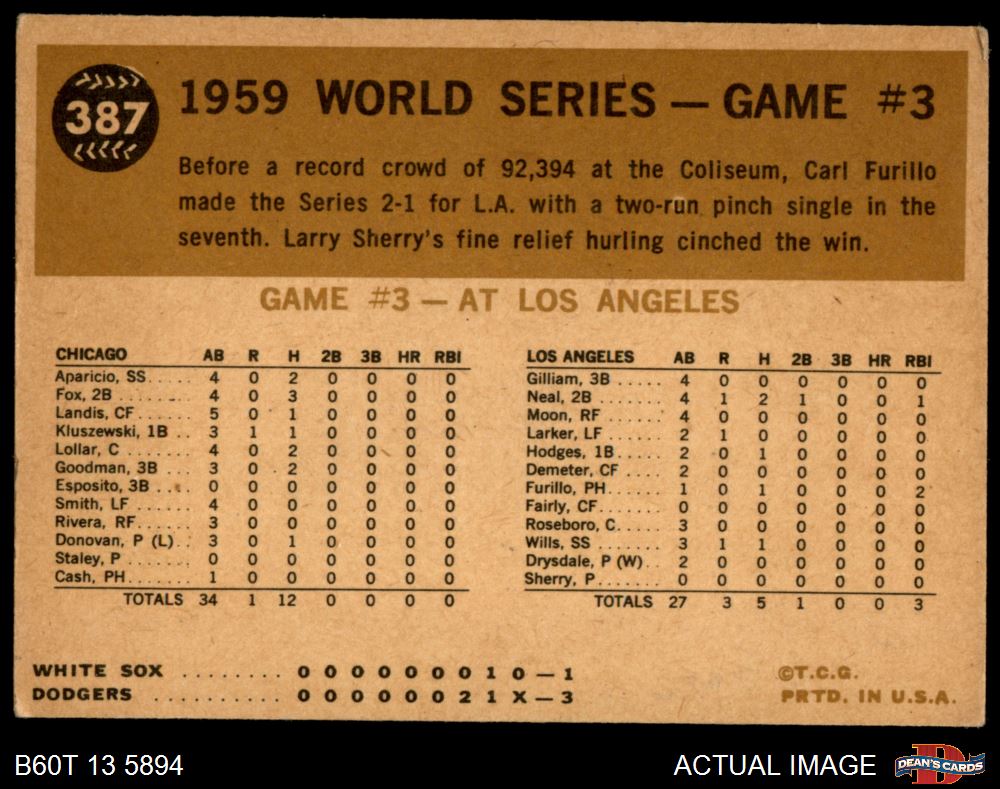 387
1959 WORLD SERIES — GAME #3
Before a record crowd of 92,394 at the Coliseum, Carl Furillo
made the Series 2-1 for L.A. with a two-run pinch single in the
seventh. Larry Sherry's fine relief hurling cinched the win.
GAME #3 — AT LOS ANGELES
CHICAGO AB R H 2B 3B HR RBI
Aparicio, SS..... 4 0 2 0 0 0 0
Fox, 2B ........ 4 0 3 0 0 0 0
Landis, CF...... 5 0 1 0 0 0 0
Kluszewski, 1B .. 3 1 1 0 0 0 0
Lollar, C ....... 4 0 2 0 0 0 0
Goodman, 3B ... 3 0 2 0 0 0 0
Esposito, 3B .... 0 0 0 0 0 0 0
Smith, LF ...... 4 0 0 0 0 0 0
Rivera, RF...... 3 0 0 0 0 0 0
Donovan, P (L).. 3 0 1 0 0 0 0
Staley, P ....... 0 0 0 0 0 0 0
Cash, PH....... 1 0 0 0 0 0 0
TOTALS 34 1 12 0 0 0 0
LOS ANGELES AB R H 2B 3B HR RBI
Gilliam, 3B ..... 4 0 0 0 0 0 0
Neal, 2B ....... 4 1 2 1 0 0 1
Moon, RF ...... 4 0 0 0 0 0 0
Larker, LF ...... 2 1 0 0 0 0 0
Hodges, 1B..... 2 0 1 0 0 0 0
Demeter, CF .... 2 0 0 0 0 0 0
Furillo, PH...... 1 0 1 0 0 0 2
Fairly, CF....... 0 0 0 0 0 0 0
Roseboro, C..... 3 0 0 0 0 0 0
Wills, SS ....... 3 1 1 0 0 0 0
Drysdale, P (W).. 2 0 0 0 0 0 0
Sherry, P....... 0 0 0 0 0 0 0
TOTALS 27 3 5 1 0 0 3
WHITE SOX ......... 0 0 0 0 0 0 0 1 0 — 1
DODGERS .......... 0 0 0 0 0 0 2 1 X — 3
©T.C.G.
PRTD. IN U.S.A.
B60T 13 5894
ACTUAL IMAGE
D
DEAN'S CARDS